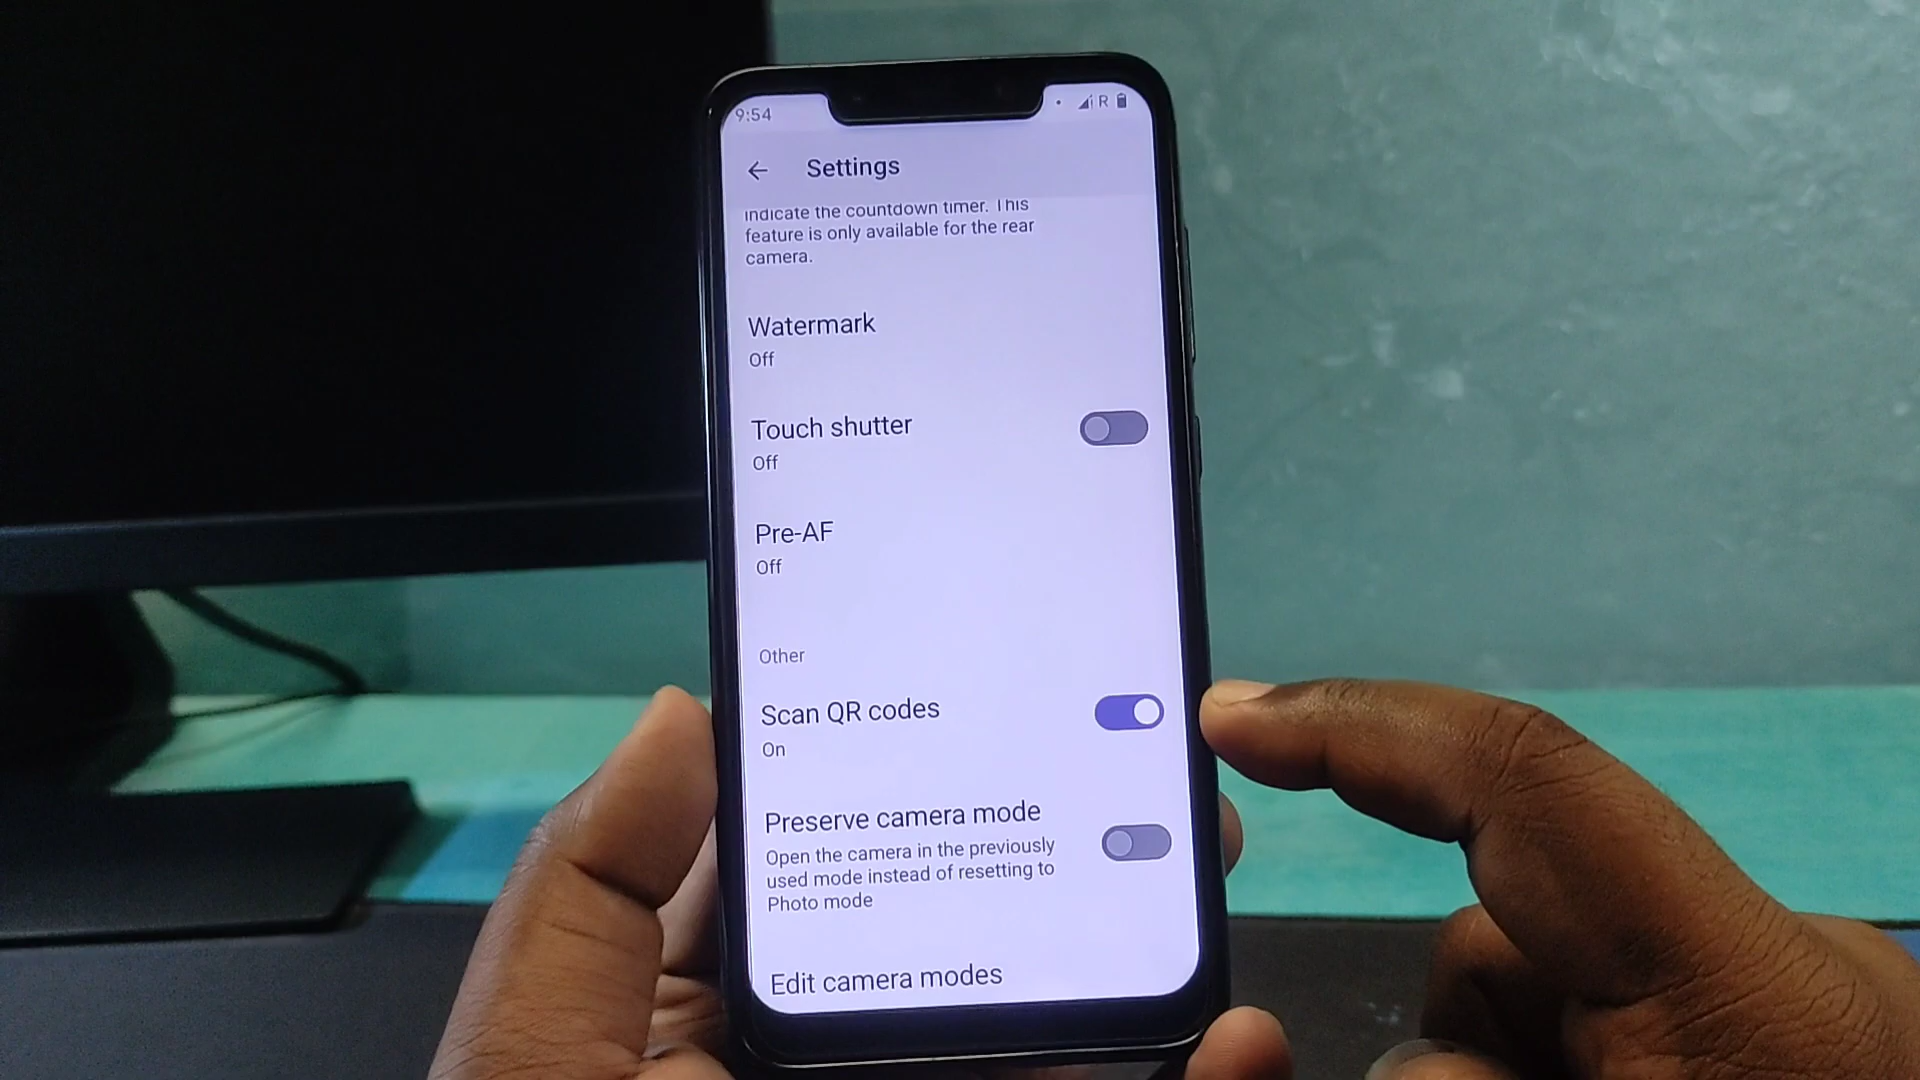 9:54
R
Settings
indicate the countdown timer. This
feature is only available for the rear
camera.
Watermark
Off
Touch shutter
Off
Pre-AF
Off
Other
Scan QR codes
On
Preserve camera mode
Open the camera in the previously
used mode instead of resetting to
Photo mode
Edit camera modes